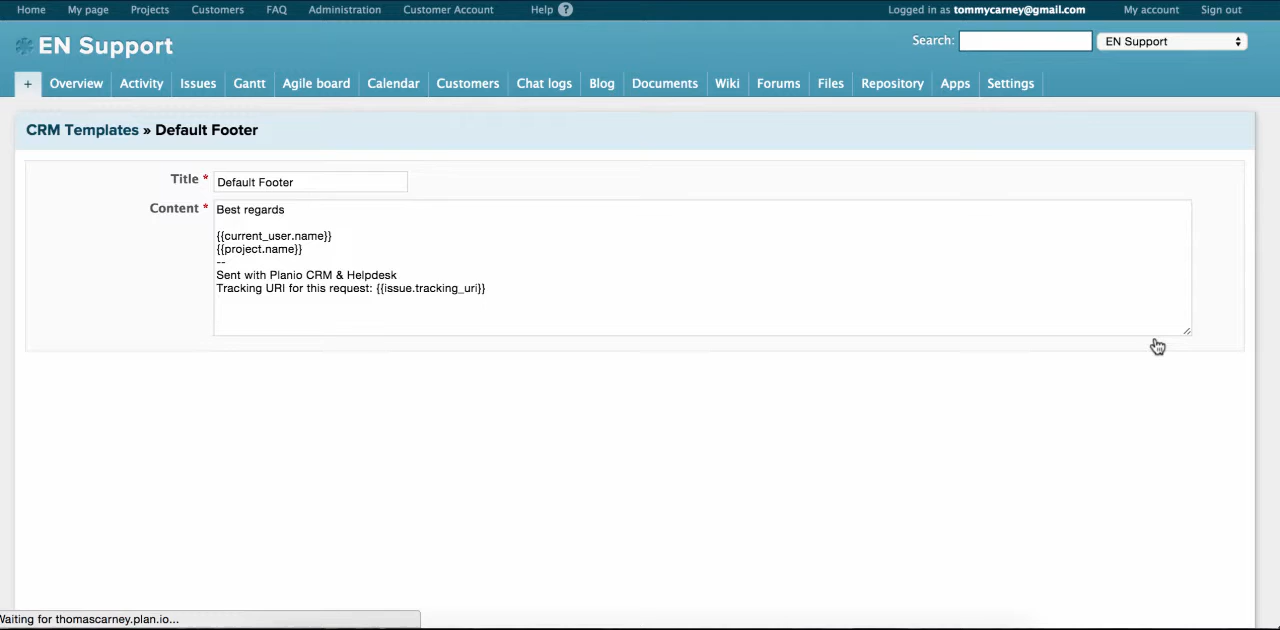 Home My page Projects Customers FAQ Administration Customer Account Help ? Logged in as tommycarney@gmail.com My account Sign out
EN Support Search: EN Support
+ Overview Activity Issues Gantt Agile board Calendar Customers Chat logs Blog Documents Wiki Forums Files Repository Apps Settings
CRM Templates » Default Footer
Title * Default Footer
Content * Best regards
{{current_user.name}}
{{project.name}}
--
Sent with Planio CRM & Helpdesk
Tracking URI for this request: {{issue.tracking_uri}}
Waiting for thomascarney.plan.io...